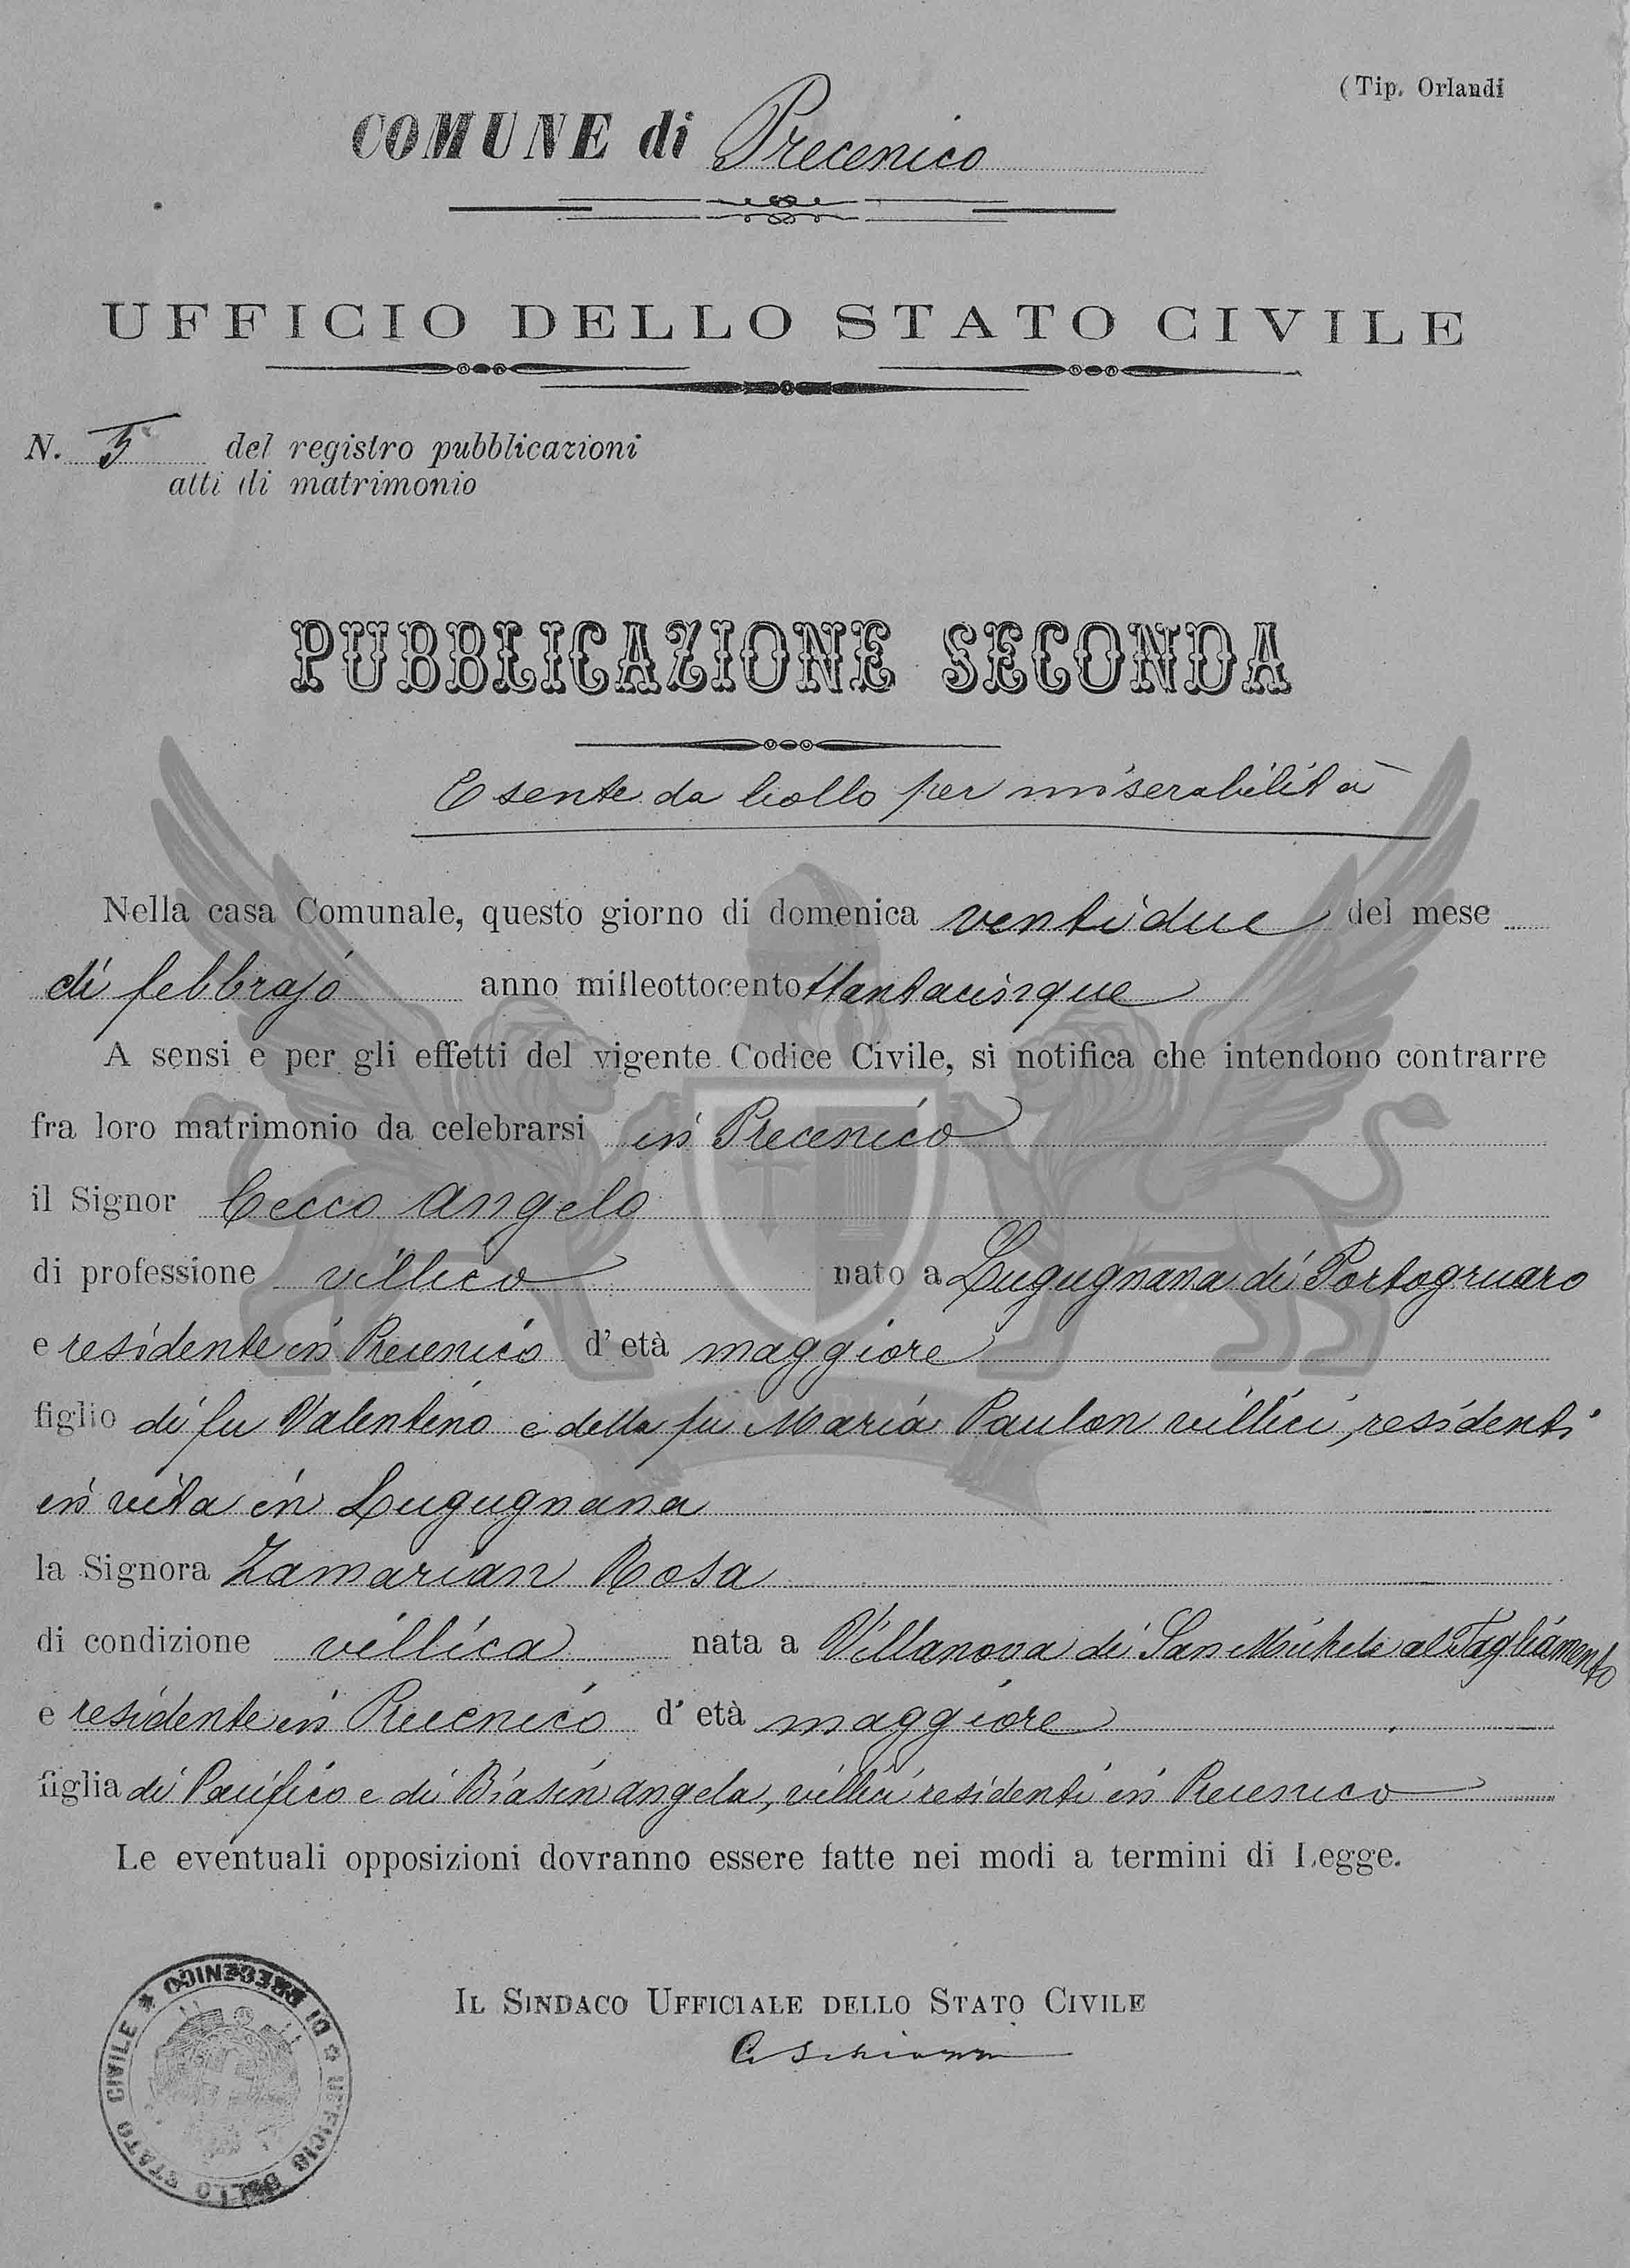 (Tip. Orlandi
COMUNE di Precenico
UFFICIO DELLO STATO CIVILE
N. 5 del registro pubblicazioni
atti di matrimonio
PUBBLICAZIONE SECONDA
Esente da bollo per miserabilità
Nella casa Comunale, questo giorno di domenica ventidue del mese
di febbrajo anno milleottocentottantacinque
A sensi e per gli effetti del vigente Codice Civile, si notifica che intendono contrarre
fra loro matrimonio da celebrarsi in Precenico
il Signor Cecco Angelo
di professione villico nato a Lugugnana di Portogruaro
e residente in Precenico d' età maggiore
figlio di fu Valentino e della fu Maria Paulon villici, residenti
in vita in Lugugnana
la Signora Zamarian Rosa
di condizione villica nata a Villanova di San Michele al Tagliamento
e residente in Precenico d' età maggiore
figlia di Pacifico e di Biasin Angela, villici residenti in Precenico
Le eventuali opposizioni dovranno essere fatte nei modi a termini di Legge.
IL SINDACO UFFICIALE DELLO STATO CIVILE
UFFICIO DELLO STATO CIVILE * DI PRECENICO *